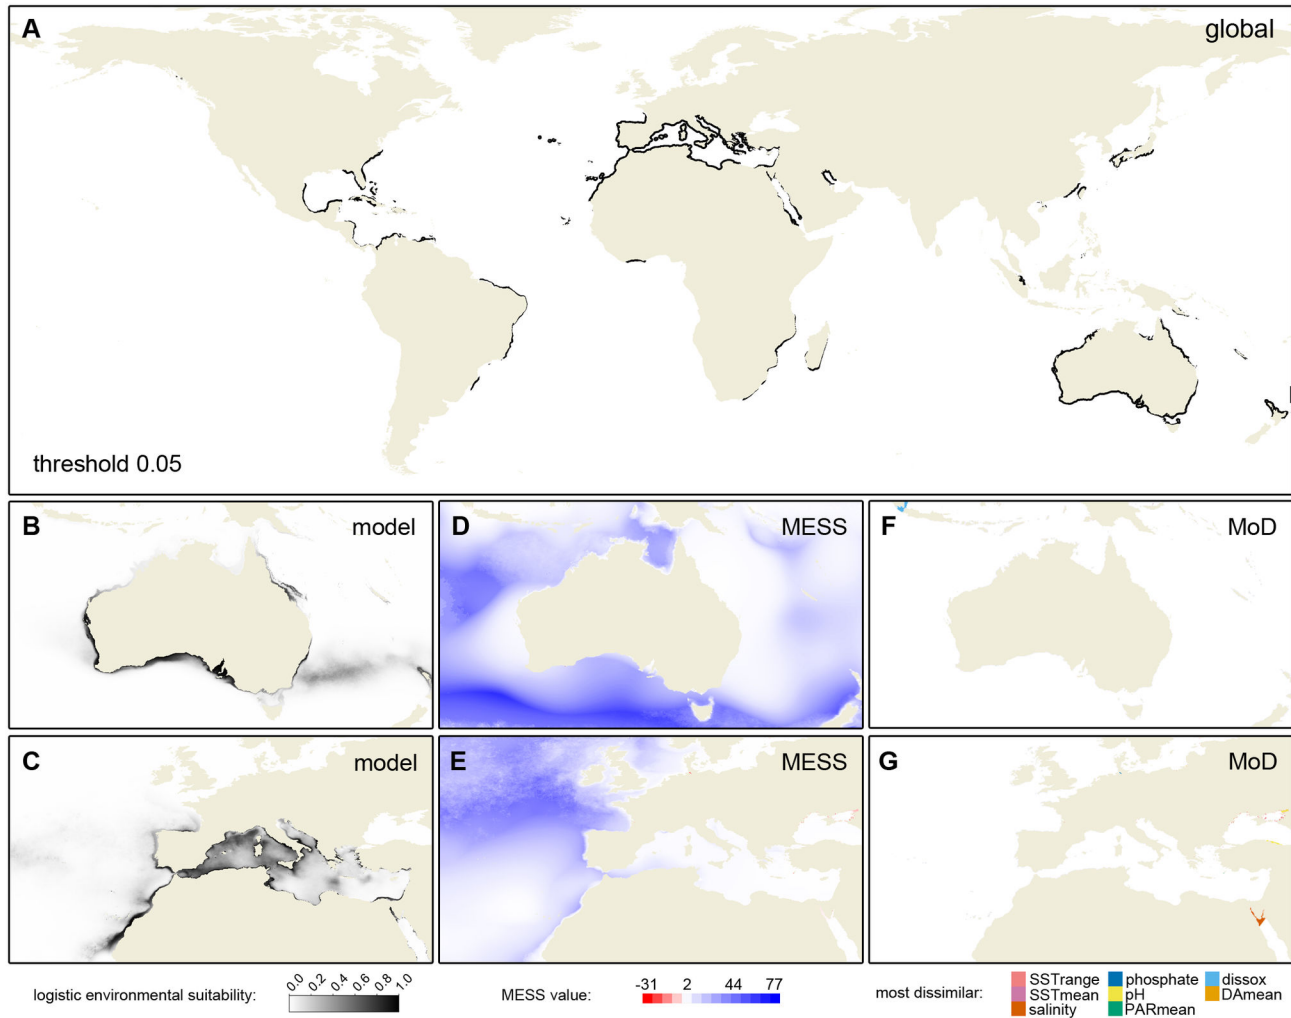 A global
threshold 0.05
B model
D MESS
F MoD
C model
E MESS
G MoD
logistic environmental suitability:
0.0 0.2 0.4 0.6 0.8 1.0
MESS value:
-31 2 44 77
most dissimilar:
SSTrange phosphate dissox
SSTmean pH DAmean
salinity PARmean